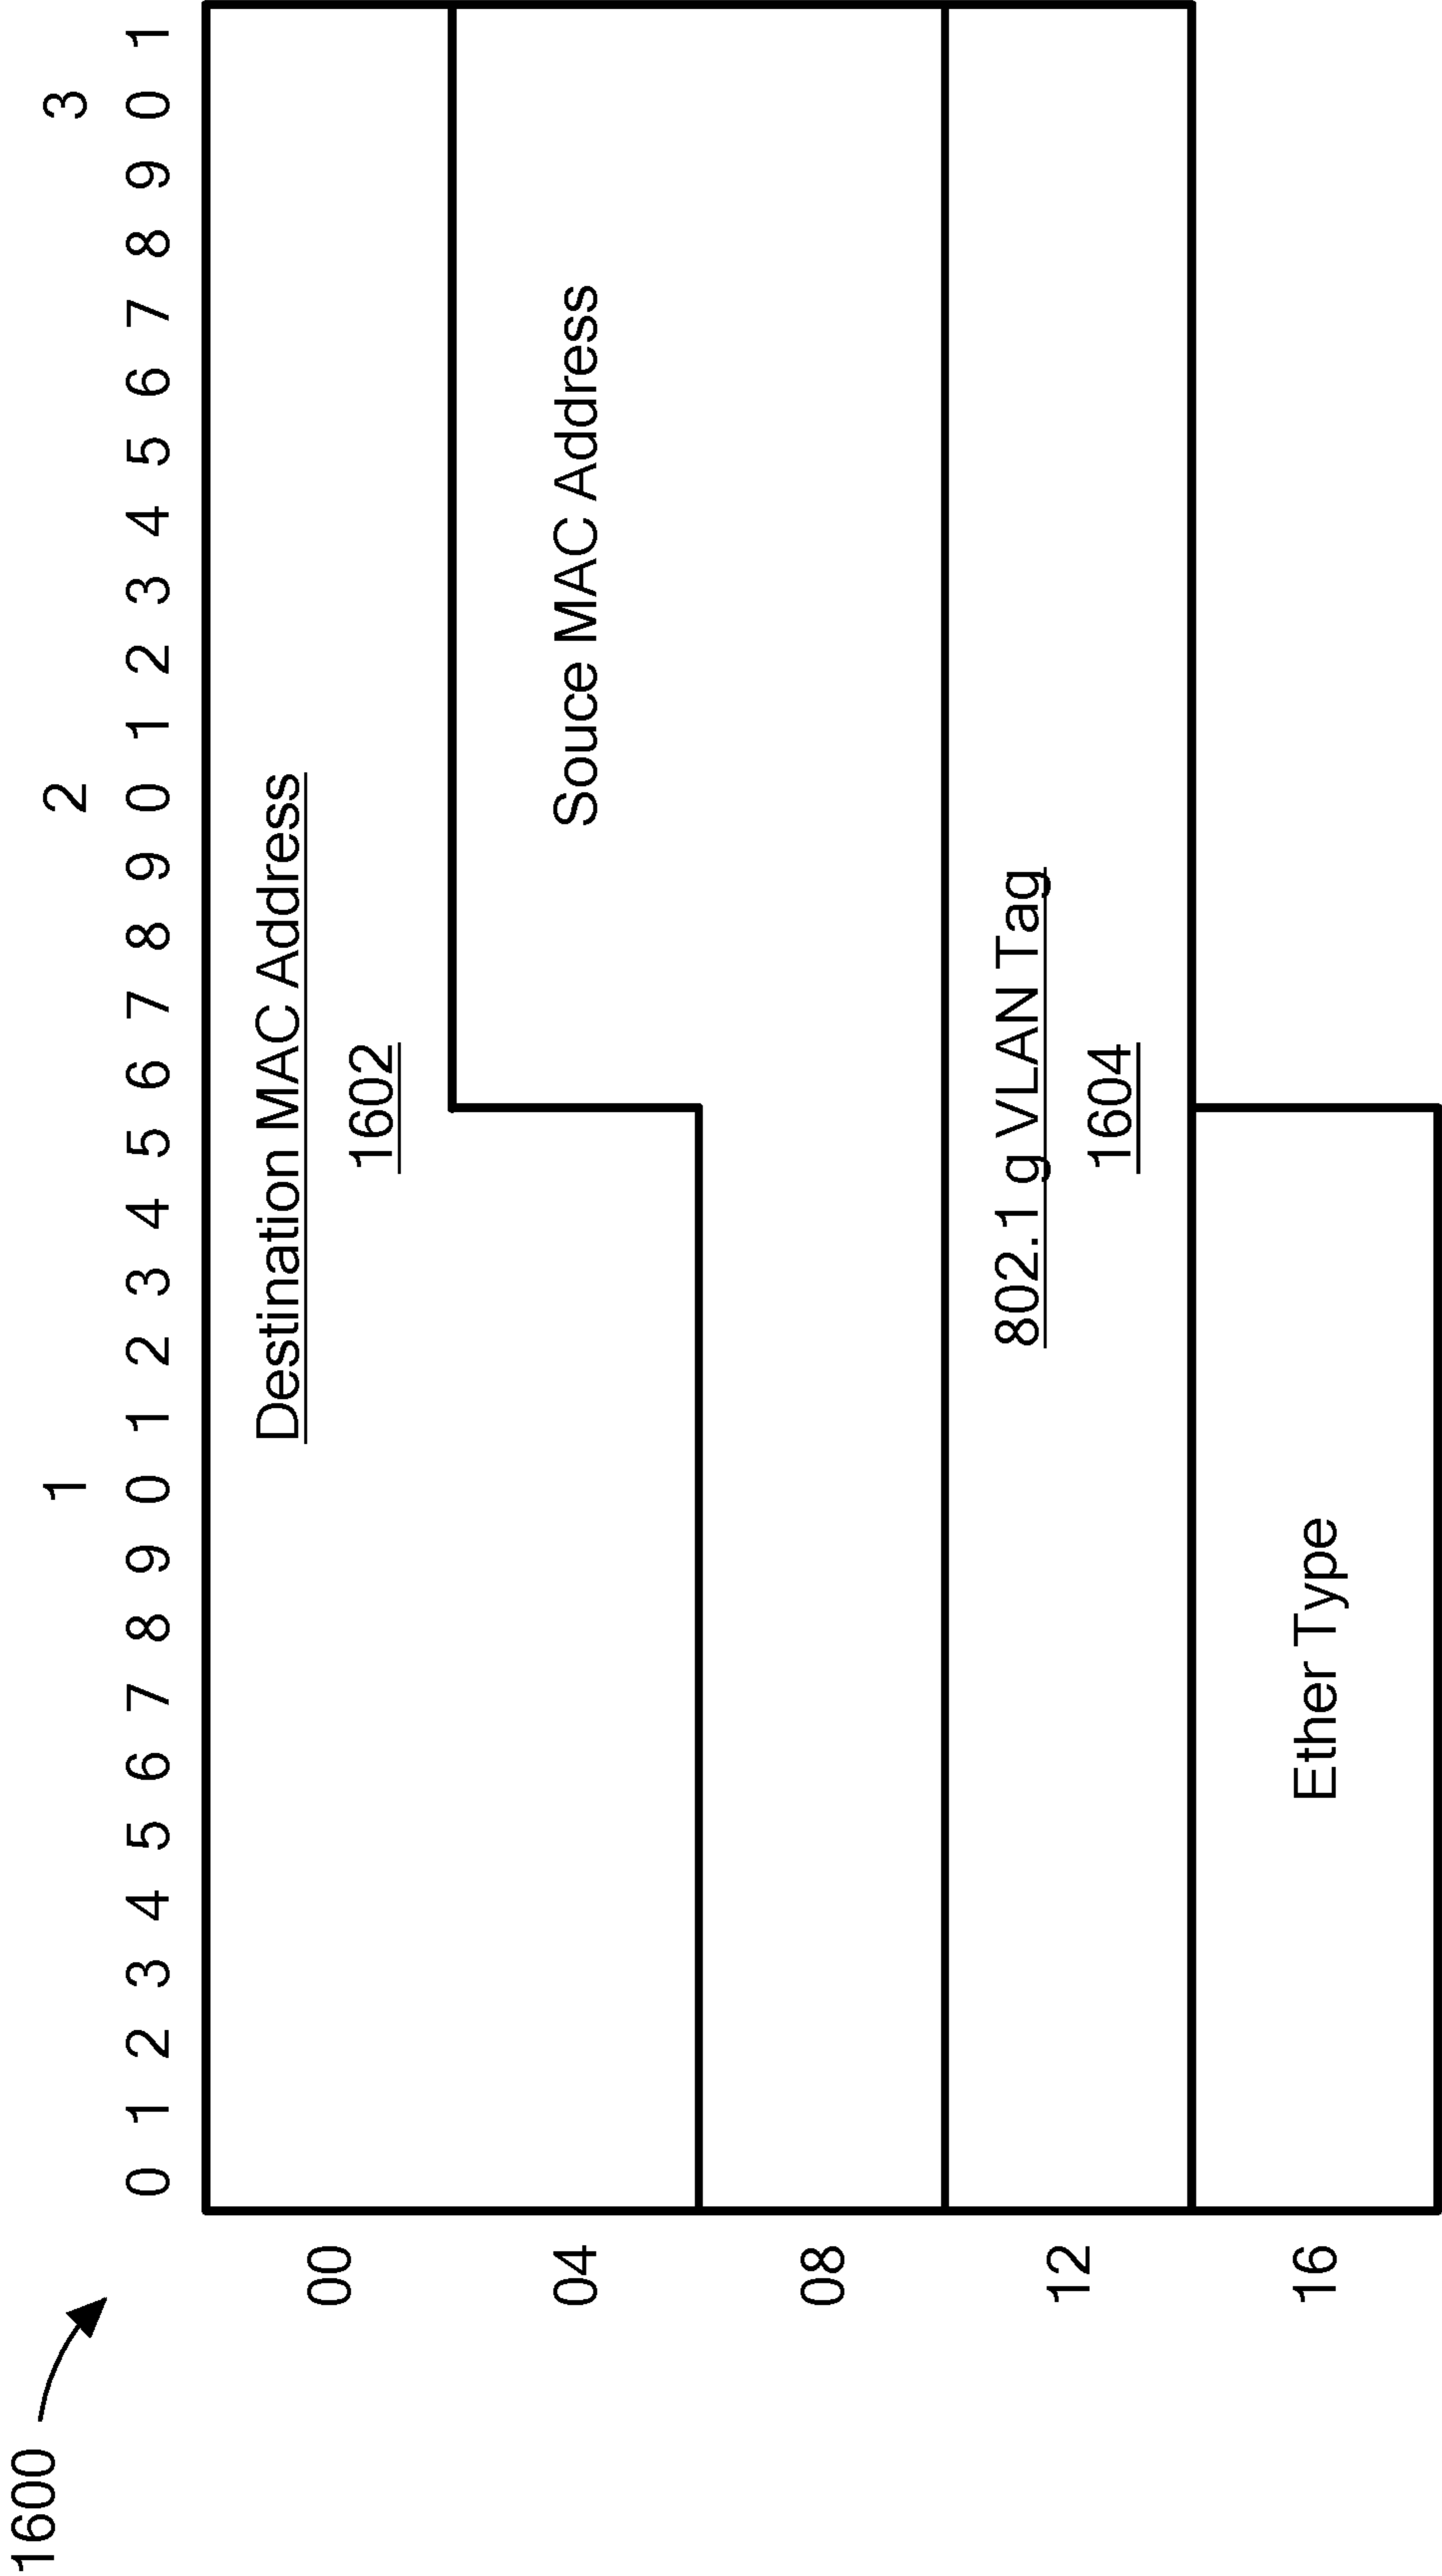 1600
1 2 3
0 1 2 3 4 5 6 7 8 9 0 1 2 3 4 5 6 7 8 9 0 1 2 3 4 5 6 7 8 9 0 1
00
Destination MAC Address
1602
04
Souce MAC Address
08
12
802.1 g VLAN Tag
1604
16
Ether Type